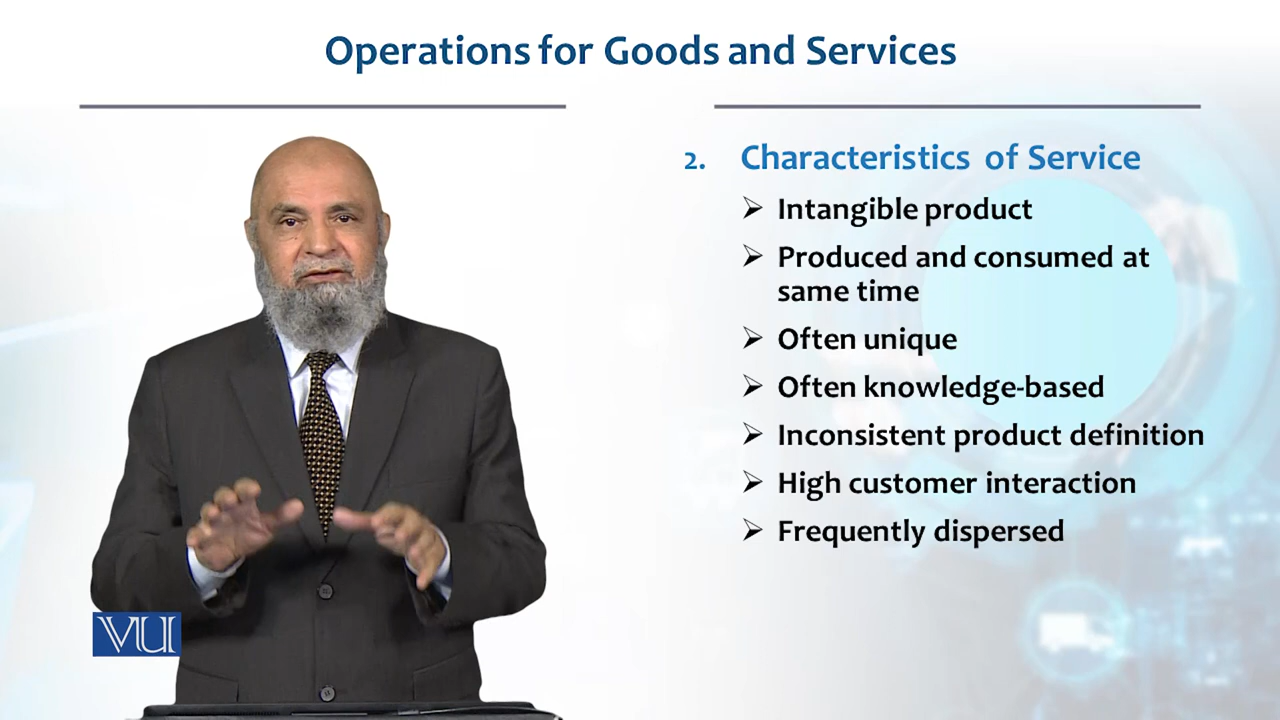 Operations for Goods and Services
2. Characteristics of Service
➢ Intangible product
➢ Produced and consumed at
same time
➢ Often unique
➢ Often knowledge-based
➢ Inconsistent product definition
➢ High customer interaction
➢ Frequently dispersed
VU